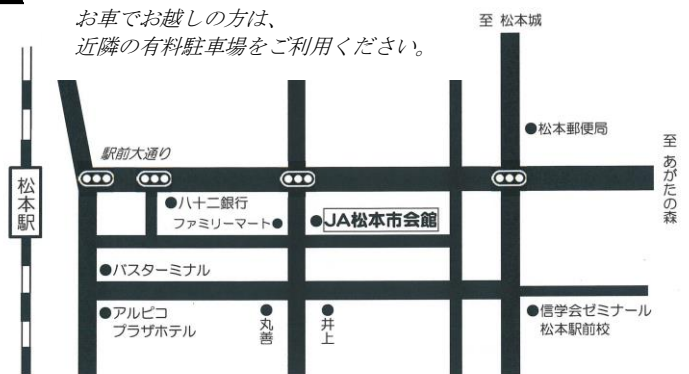 お車でお越しの方は、
近隣の有料駐車場をご利用ください。
至 松本城
●松本郵便局
駅前大通り
至 あがたの森
松本駅
●八十二銀行
ファミリーマート●
●JA松本市会館
●バスターミナル
●アルピコ
プラザホテル
●丸善
●井上
●信学会ゼミナール
松本駅前校